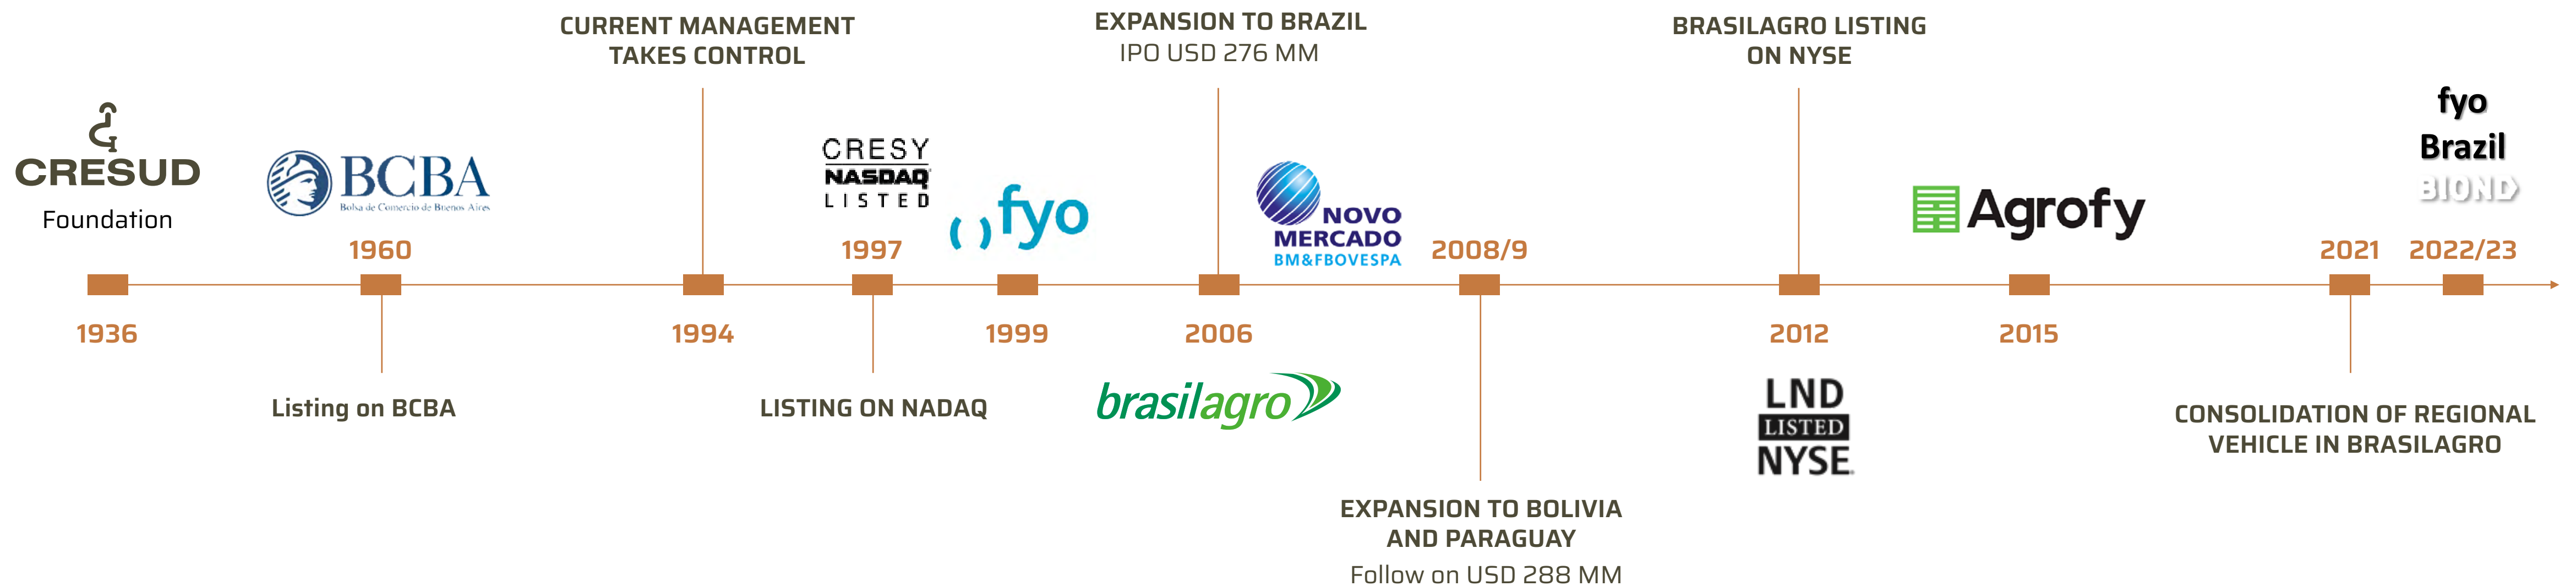 CRESUD
Foundation
1936
BCBA
Bolsa de Comercio de Buenos Aires
1960
Listing on BCBA
CURRENT MANAGEMENT
TAKES CONTROL
1994
CRESY
NASDAQ
LISTED
1997
LISTING ON NADAQ
fyo
1999
EXPANSION TO BRAZIL
IPO USD 276 MM
2006
brasilagro
NOVO
MERCADO
BM&FBOVESPA
2008/9
EXPANSION TO BOLIVIA
AND PARAGUAY
Follow on USD 288 MM
BRASILAGRO LISTING
ON NYSE
2012
LND
LISTED
NYSE
Agrofy
2015
2021
CONSOLIDATION OF REGIONAL
VEHICLE IN BRASILAGRO
fyo
Brazil
BIOND
2022/23